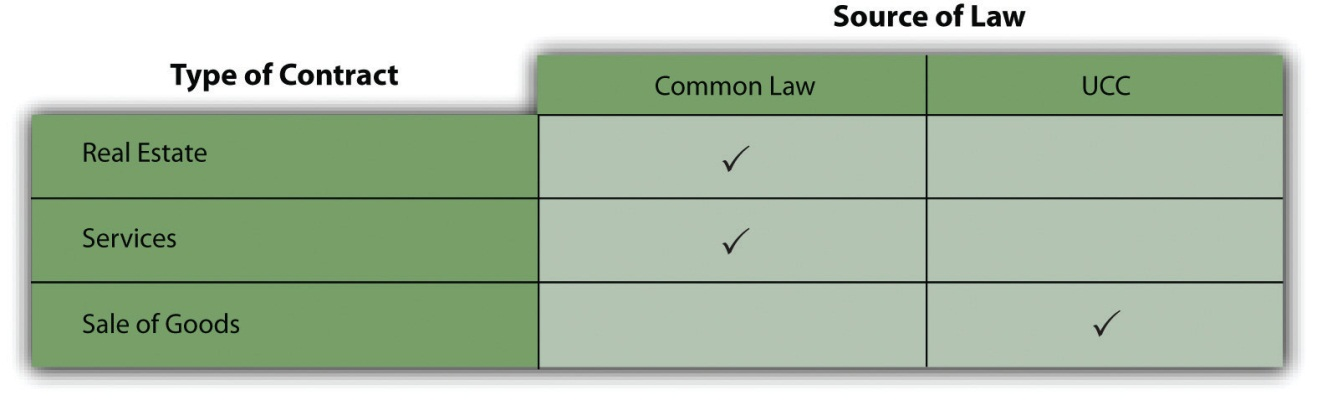 Source of Law
Type of Contract
Common Law UCC
Real Estate ✓
Services ✓
Sale of Goods ✓